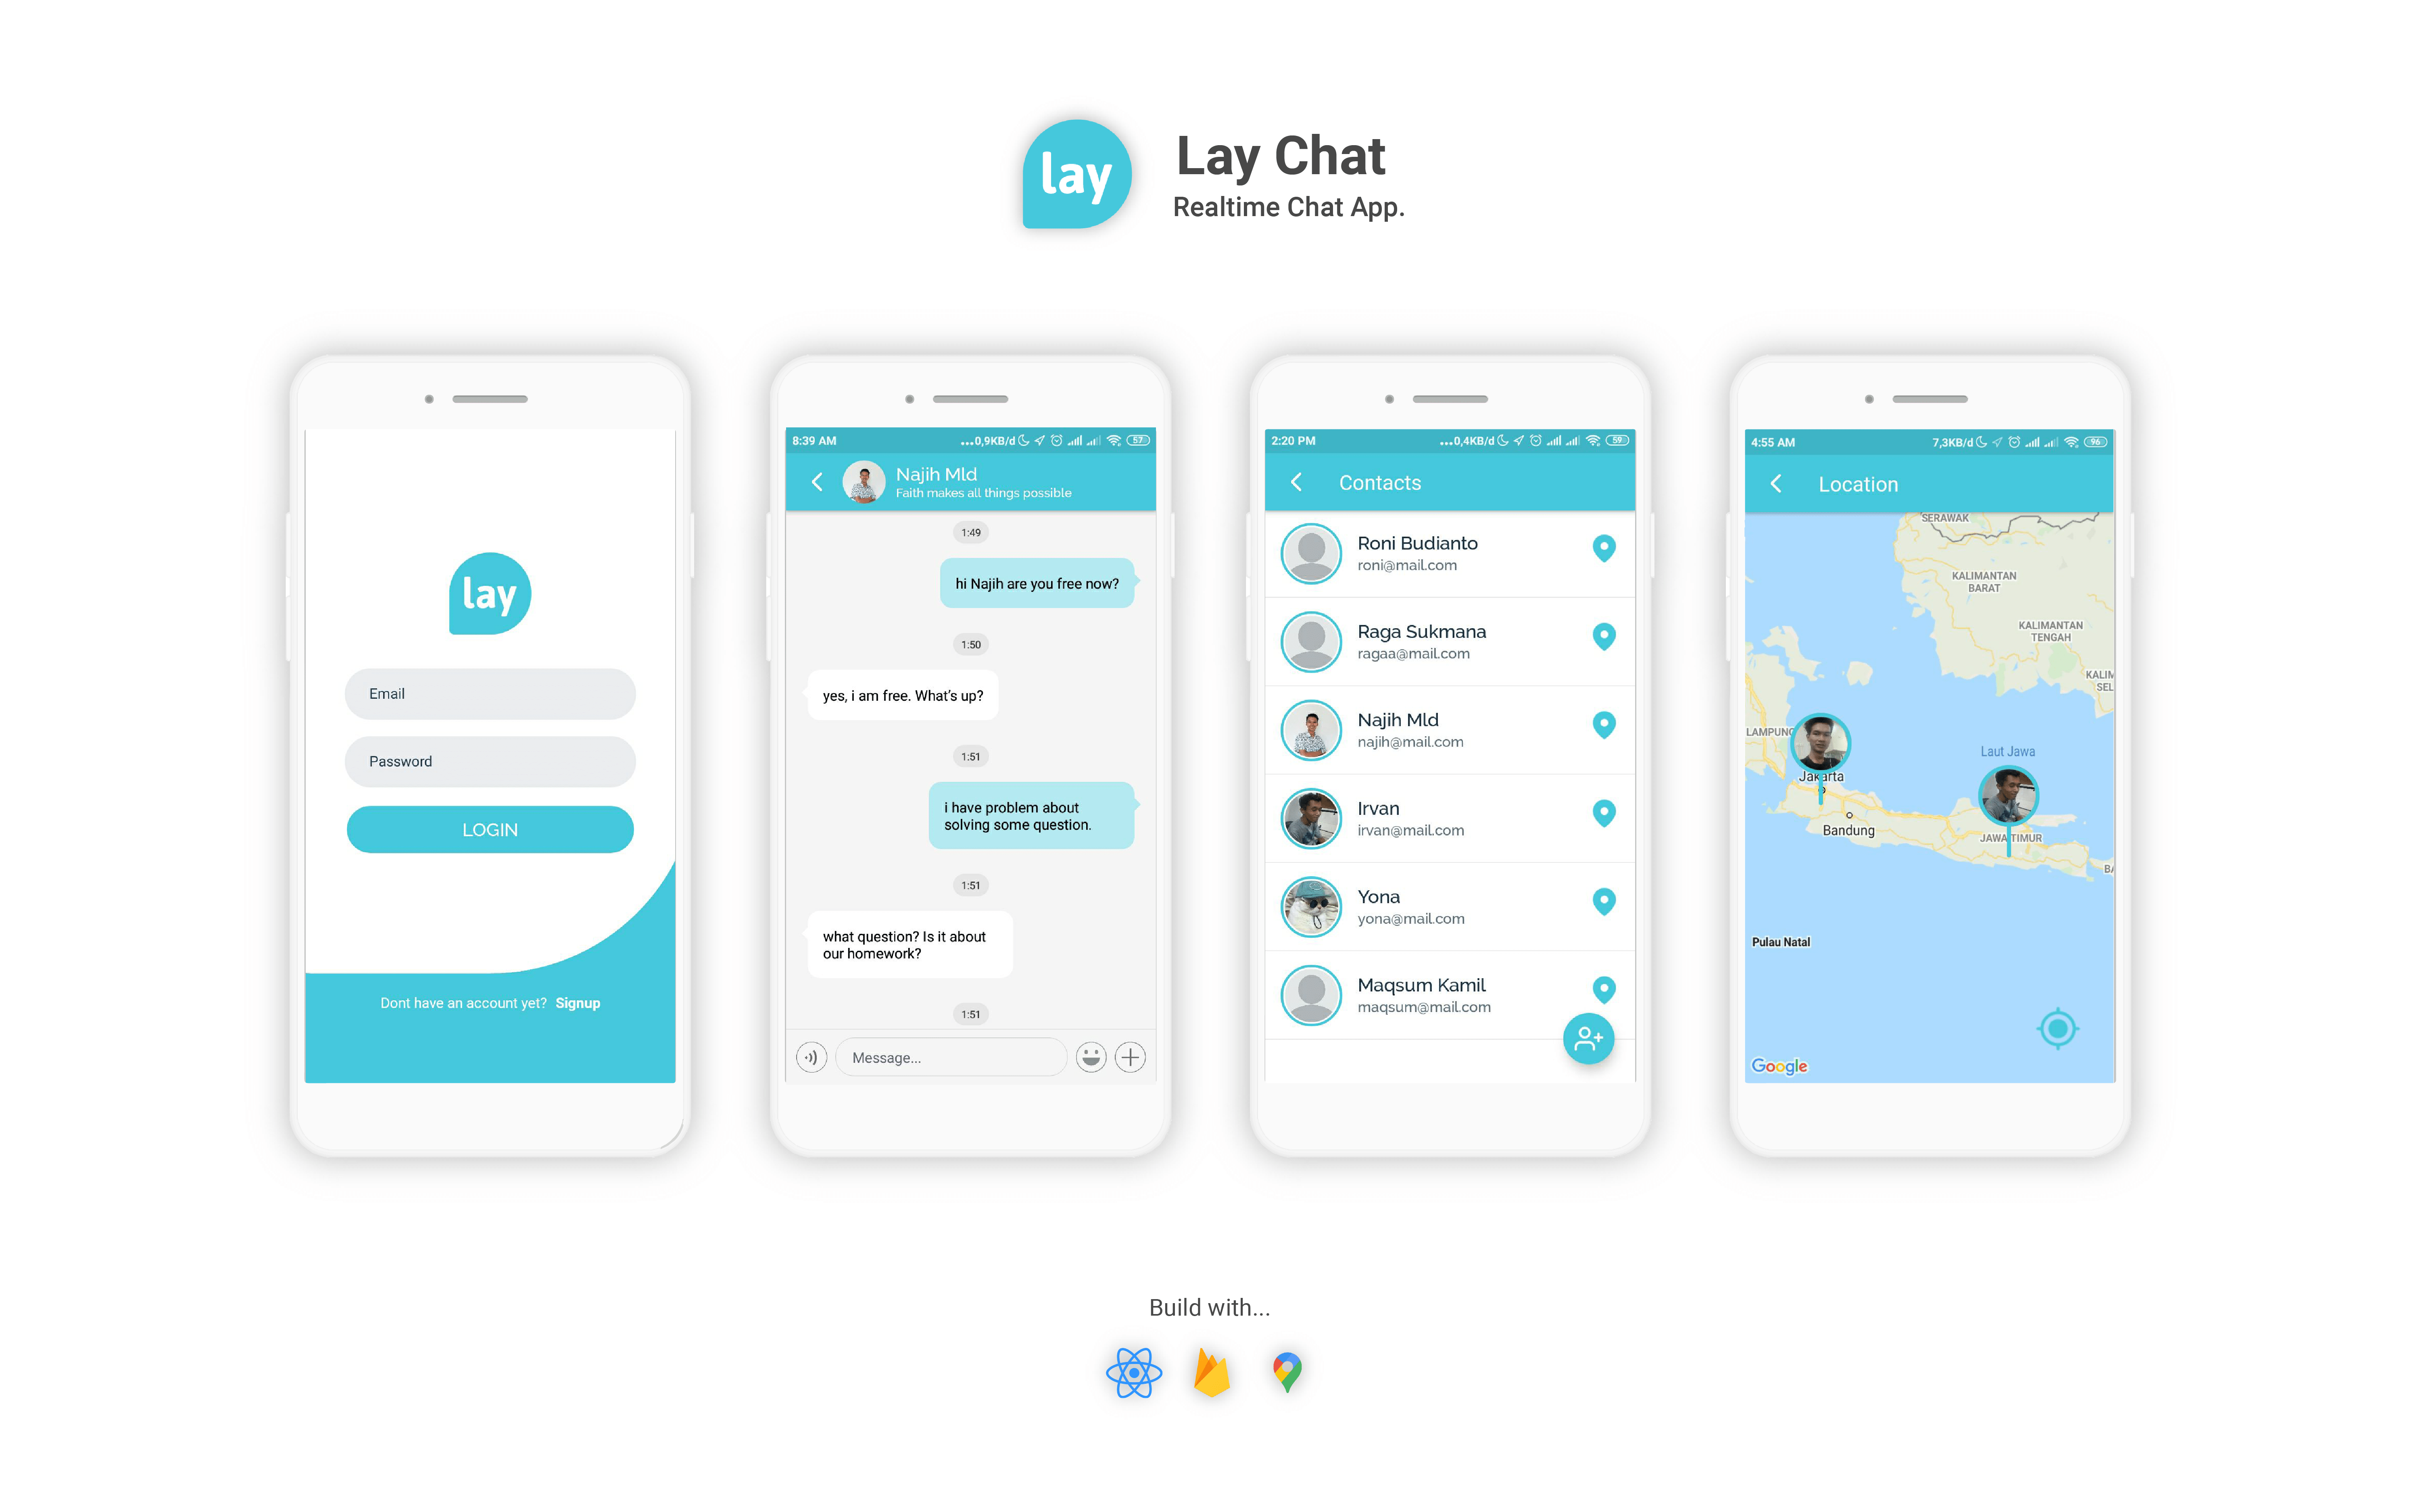 lay
Lay Chat
Realtime Chat App.
lay
Email
Password
LOGIN
Dont have an account yet? Signup
8:39 AM
...0,9KB/d
57
Najih Mld
Faith makes all things possible
1:49
hi Najih are you free now?
1:50
yes, i am free. What's up?
1:51
i have problem about
solving some question.
1:51
what question? Is it about
our homework?
1:51
Message...
2:20 PM
...0,4KB/d
59
Contacts
Roni Budianto
roni@mail.com
Raga Sukmana
ragaa@mail.com
Najih Mld
najih@mail.com
Irvan
irvan@mail.com
Yona
yona@mail.com
Maqsum Kamil
maqsum@mail.com
4:55 AM
7,3KB/d
96
Location
SERAWAK
KALIMANTAN
BARAT
KALIMANTAN
TENGAH
KALIM
SEL
LAMPUNG
Laut Jawa
Jakarta
Bandung
JAWA TIMUR
BA
Pulau Natal
Google
Build with...